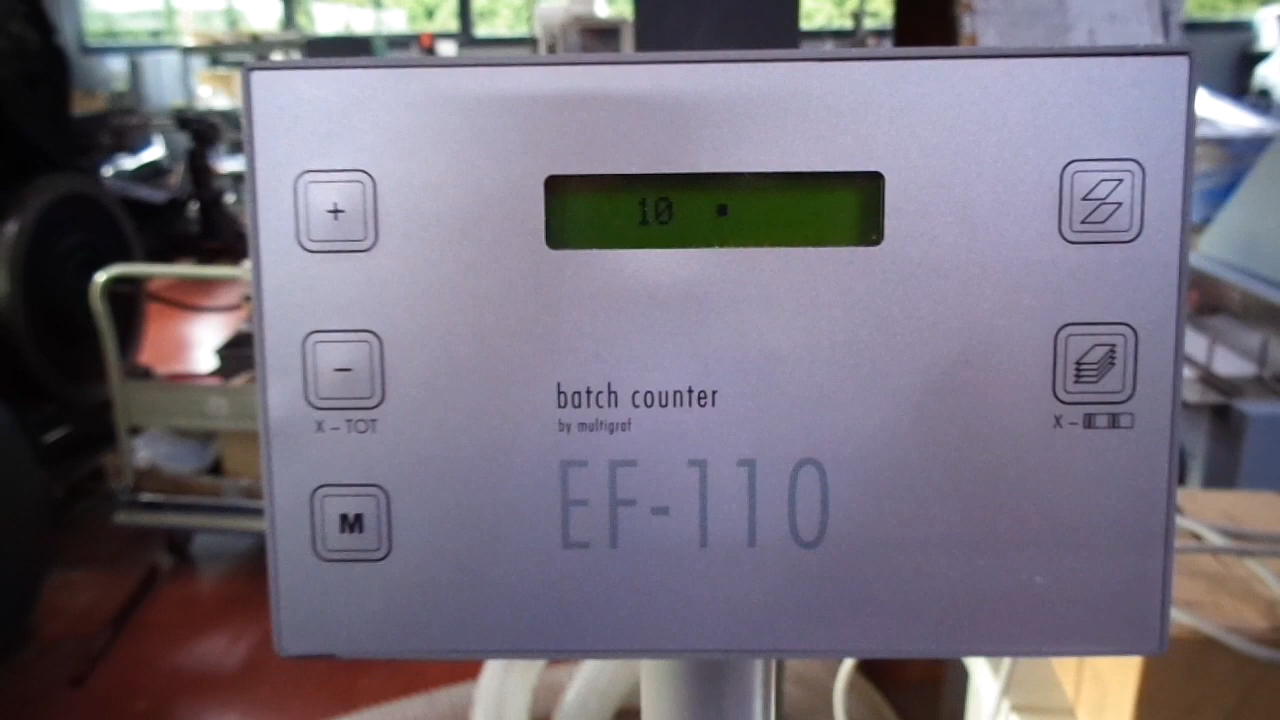 +
10
–
X – TOT
batch counter
by multigraf
X –
M
EF-110